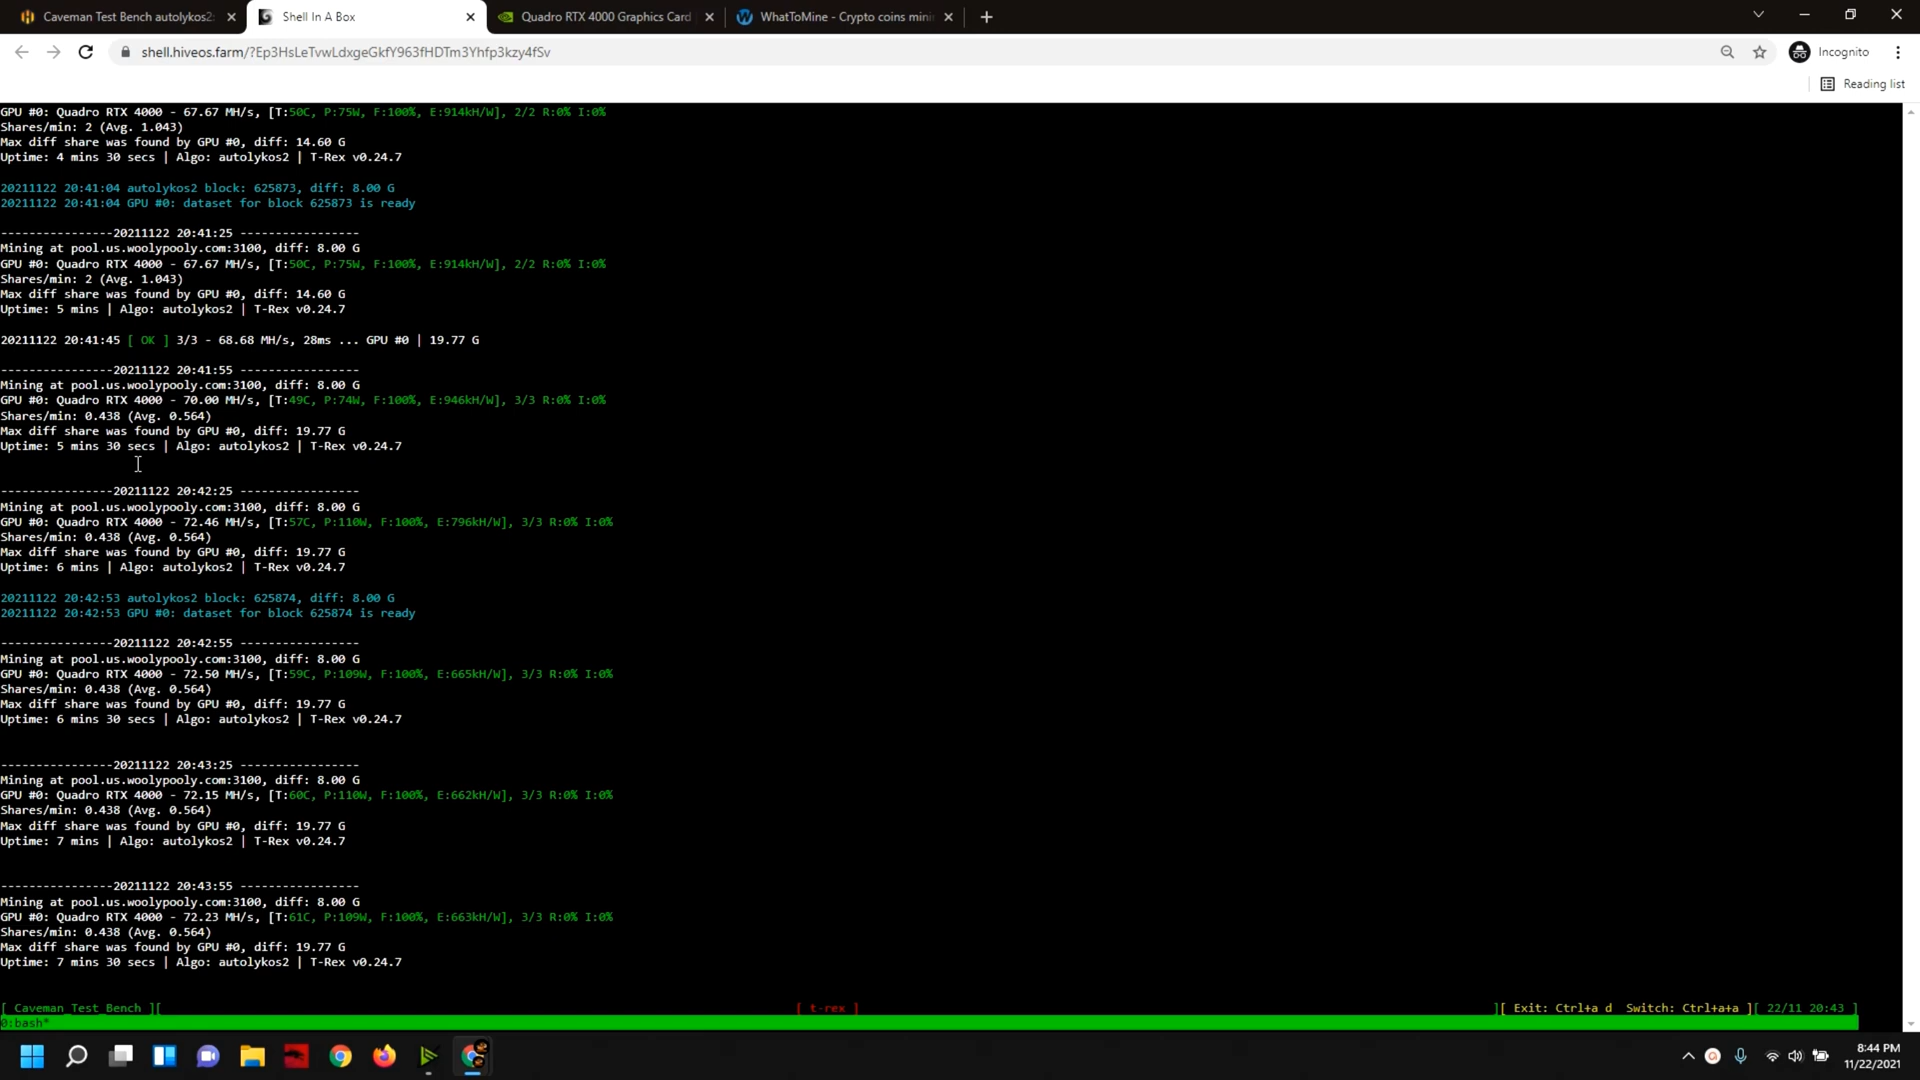 Caveman Test Bench autolykos2:
Shell In A Box
Quadro RTX 4000 Graphics Card
WhatToMine - Crypto coins mini
shell.hiveos.farm/?Ep3HsLeTvwLdxgeGkfY963fHDTm3Yhfp3kzy4fSv
Incognito
Reading list
GPU #0: Quadro RTX 4000 - 67.67 MH/s, [T:50C, P:75W, F:100%, E:914kH/W], 2/2 R:0% I:0%
Shares/min: 2 (Avg. 1.043)
Max diff share was found by GPU #0, diff: 14.60 G
Uptime: 4 mins 30 secs | Algo: autolykos2 | T-Rex v0.24.7
20211122 20:41:04 autolykos2 block: 625873, diff: 8.00 G
20211122 20:41:04 GPU #0: dataset for block 625873 is ready
----------------20211122 20:41:25 -----------------
Mining at pool.us.woolypooly.com:3100, diff: 8.00 G
GPU #0: Quadro RTX 4000 - 67.67 MH/s, [T:50C, P:75W, F:100%, E:914kH/W], 2/2 R:0% I:0%
Shares/min: 2 (Avg. 1.043)
Max diff share was found by GPU #0, diff: 14.60 G
Uptime: 5 mins | Algo: autolykos2 | T-Rex v0.24.7
20211122 20:41:45 [ OK ] 3/3 - 68.68 MH/s, 28ms ... GPU #0 | 19.77 G
----------------20211122 20:41:55 -----------------
Mining at pool.us.woolypooly.com:3100, diff: 8.00 G
GPU #0: Quadro RTX 4000 - 70.00 MH/s, [T:49C, P:74W, F:100%, E:946kH/W], 3/3 R:0% I:0%
Shares/min: 0.438 (Avg. 0.564)
Max diff share was found by GPU #0, diff: 19.77 G
Uptime: 5 mins 30 secs | Algo: autolykos2 | T-Rex v0.24.7
----------------20211122 20:42:25 -----------------
Mining at pool.us.woolypooly.com:3100, diff: 8.00 G
GPU #0: Quadro RTX 4000 - 72.46 MH/s, [T:57C, P:110W, F:100%, E:796kH/W], 3/3 R:0% I:0%
Shares/min: 0.438 (Avg. 0.564)
Max diff share was found by GPU #0, diff: 19.77 G
Uptime: 6 mins | Algo: autolykos2 | T-Rex v0.24.7
20211122 20:42:53 autolykos2 block: 625874, diff: 8.00 G
20211122 20:42:53 GPU #0: dataset for block 625874 is ready
----------------20211122 20:42:55 -----------------
Mining at pool.us.woolypooly.com:3100, diff: 8.00 G
GPU #0: Quadro RTX 4000 - 72.50 MH/s, [T:59C, P:109W, F:100%, E:665kH/W], 3/3 R:0% I:0%
Shares/min: 0.438 (Avg. 0.564)
Max diff share was found by GPU #0, diff: 19.77 G
Uptime: 6 mins 30 secs | Algo: autolykos2 | T-Rex v0.24.7
----------------20211122 20:43:25 -----------------
Mining at pool.us.woolypooly.com:3100, diff: 8.00 G
GPU #0: Quadro RTX 4000 - 72.15 MH/s, [T:60C, P:110W, F:100%, E:662kH/W], 3/3 R:0% I:0%
Shares/min: 0.438 (Avg. 0.564)
Max diff share was found by GPU #0, diff: 19.77 G
Uptime: 7 mins | Algo: autolykos2 | T-Rex v0.24.7
----------------20211122 20:43:55 -----------------
Mining at pool.us.woolypooly.com:3100, diff: 8.00 G
GPU #0: Quadro RTX 4000 - 72.23 MH/s, [T:61C, P:109W, F:100%, E:663kH/W], 3/3 R:0% I:0%
Shares/min: 0.438 (Avg. 0.564)
Max diff share was found by GPU #0, diff: 19.77 G
Uptime: 7 mins 30 secs | Algo: autolykos2 | T-Rex v0.24.7
[ Caveman_Test_Bench ][ [ t-rex ] ][ Exit: Ctrl+a d Switch: Ctrl+a+a ][ 22/11 20:43 ]
0:bash*
8:44 PM
11/22/2021